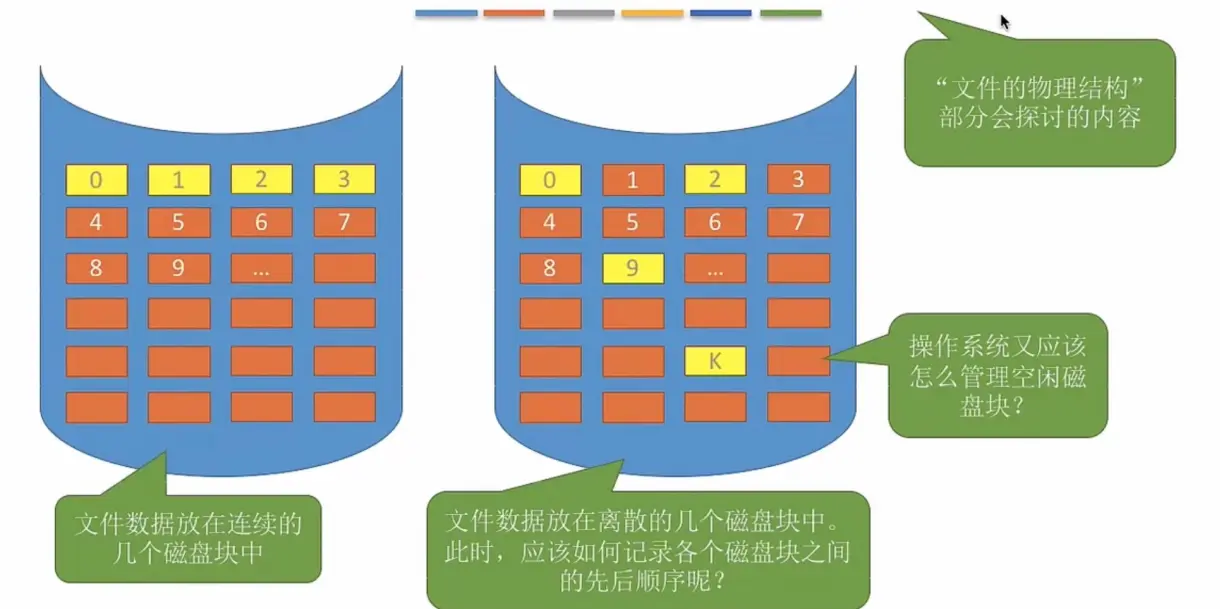 “文件的物理结构”
部分会探讨的内容
0 1 2 3
4 5 6 7
8 9 ...
0 1 2 3
4 5 6 7
8 9 ...
K
操作系统又应该
怎么管理空闲磁
盘块？
文件数据放在连续的
几个磁盘块中
文件数据放在离散的几个磁盘块中。
此时，应该如何记录各个磁盘块之间
的先后顺序呢？